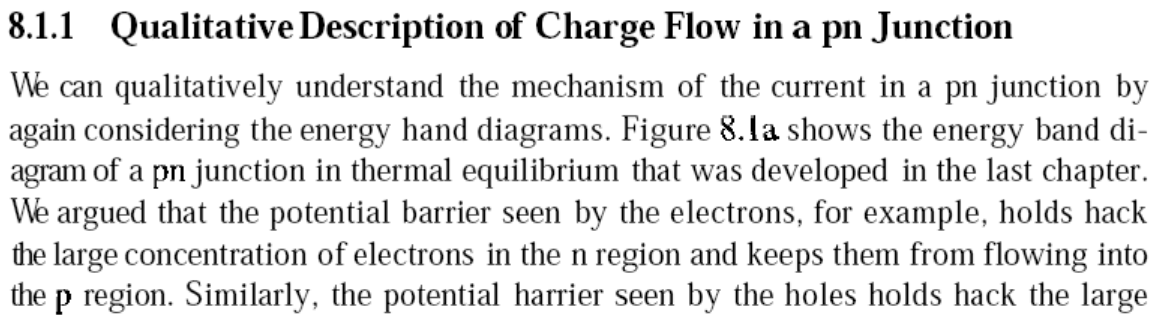 8.1.1 Qualitative Description of Charge Flow in a pn Junction
We can qualitatively understand the mechanism of the current in a pn junction by
again considering the energy hand diagrams. Figure 8.1a shows the energy band di-
agram of a pn junction in thermal equilibrium that was developed in the last chapter.
We argued that the potential barrier seen by the electrons, for example, holds hack
the large concentration of electrons in the n region and keeps them from flowing into
the p region. Similarly, the potential harrier seen by the holes holds hack the large